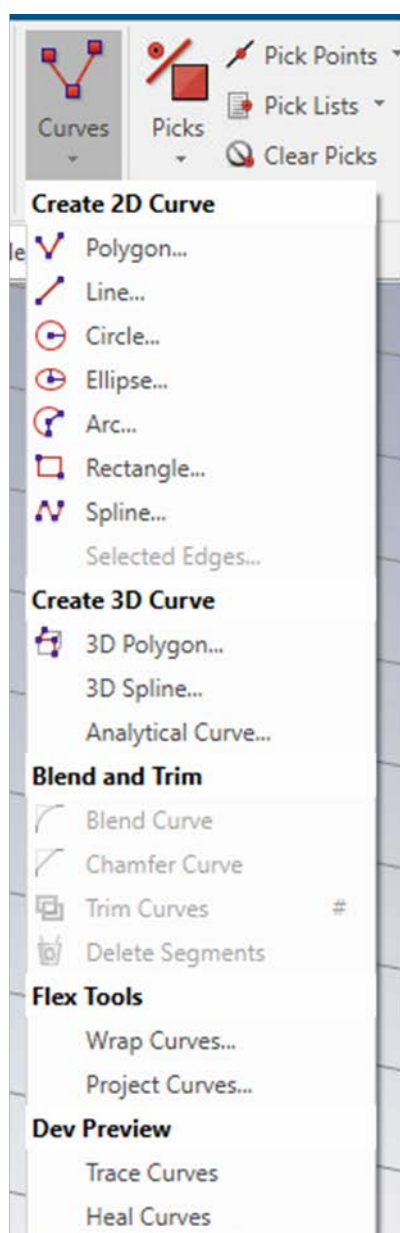 Curves
Picks
Pick Points
Pick Lists
Clear Picks
Create 2D Curve
le
Polygon...
Line...
Circle...
Ellipse...
Arc...
Rectangle...
Spline...
Selected Edges...
Create 3D Curve
3D Polygon...
3D Spline...
Analytical Curve...
Blend and Trim
Blend Curve
Chamfer Curve
Trim Curves #
Delete Segments
Flex Tools
Wrap Curves...
Project Curves...
Dev Preview
Trace Curves
Heal Curves